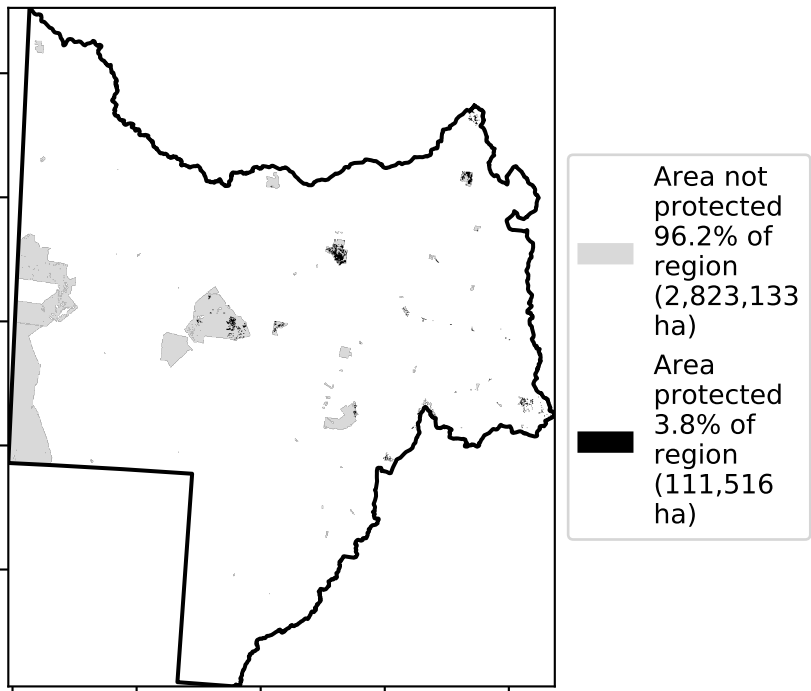 Area not
protected
96.2% of
region
(2,823,133
ha)
Area
protected
3.8% of
region
(111,516
ha)